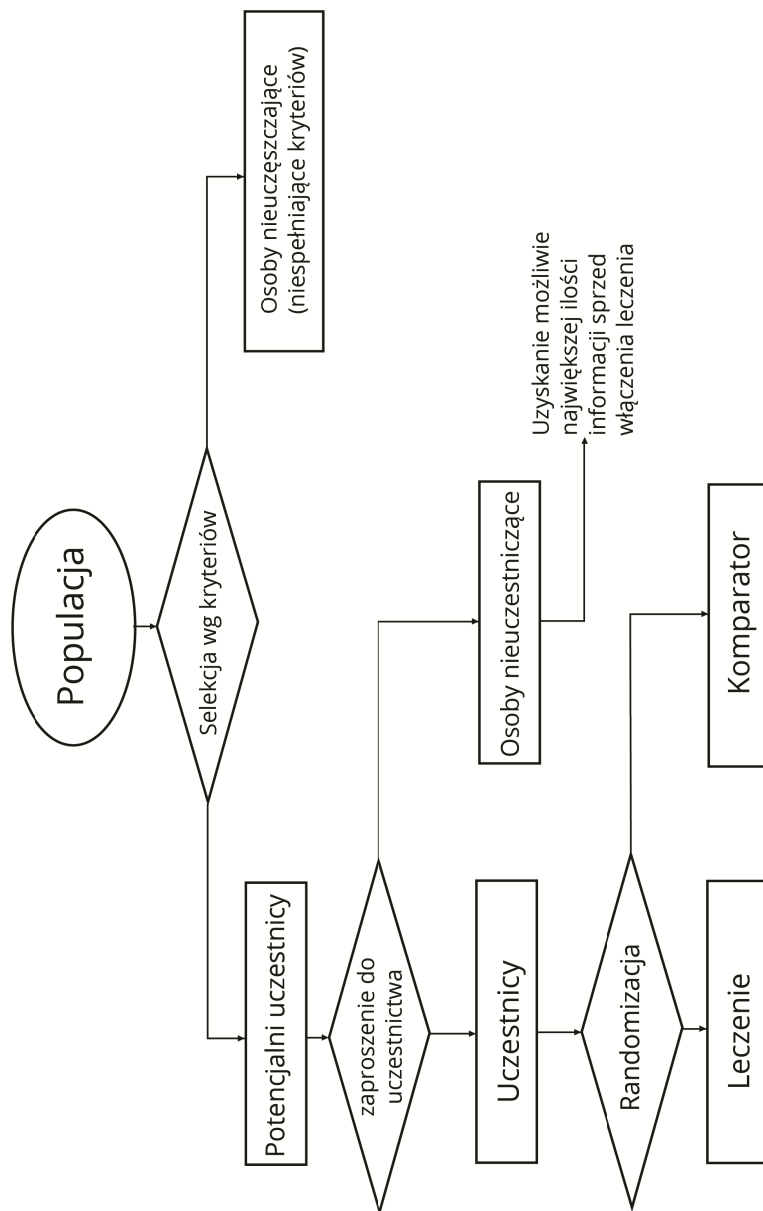 Populacja
Selekcja wg kryteriów
Osoby nieuczęszczające
(niespełniające kryteriów)
Potencjalni uczestnicy
zaproszenie do
uczestnictwa
Osoby nieuczestniczące
Uzyskanie możliwie
największej ilości
informacji sprzed
włączenia leczenia
Uczestnicy
Randomizacja
Leczenie
Komparator